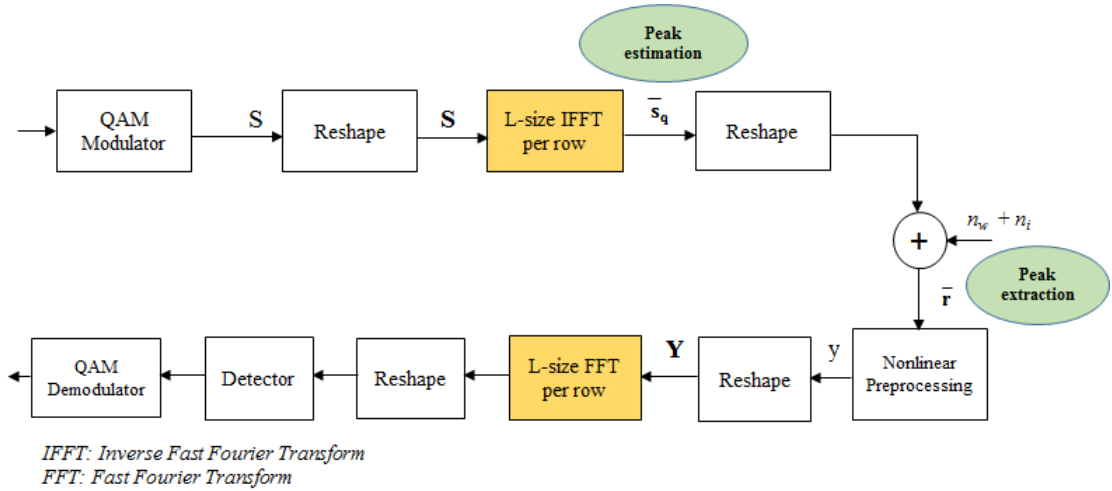 Peak
estimation
QAM
Modulator
S
Reshape
S
L-size IFFT
per row
s̄q
Reshape
+
nw + ni
Peak
extraction
r̄
QAM
Demodulator
Detector
Reshape
L-size FFT
per row
Y
Reshape
y
Nonlinear
Preprocessing
IFFT: Inverse Fast Fourier Transform
FFT: Fast Fourier Transform